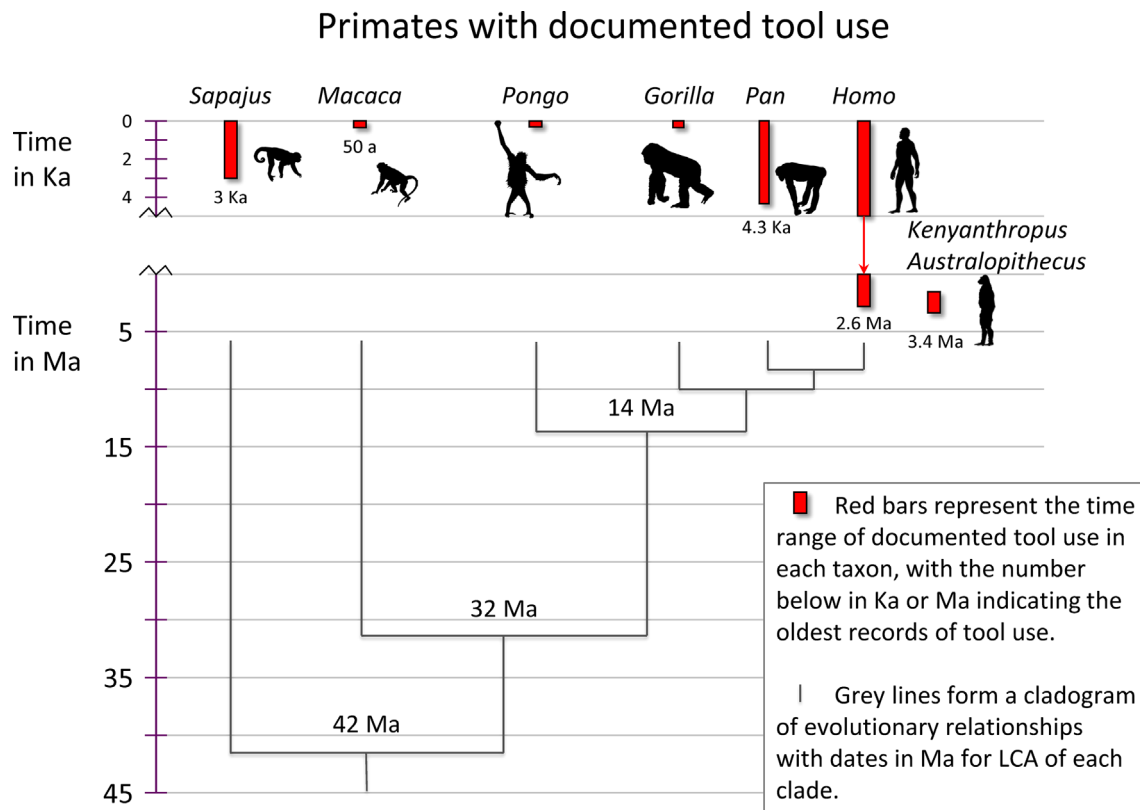 Primates with documented tool use
Sapajus Macaca Pongo Gorilla Pan Homo
Time
in Ka
0
2
4
50 a
3 Ka
4.3 Ka
Kenyanthropus
Australopithecus
Time
in Ma
5
15
25
35
45
2.6 Ma
3.4 Ma
14 Ma
32 Ma
42 Ma
Red bars represent the time
range of documented tool use in
each taxon, with the number
below in Ka or Ma indicating the
oldest records of tool use.
Grey lines form a cladogram
of evolutionary relationships
with dates in Ma for LCA of each
clade.